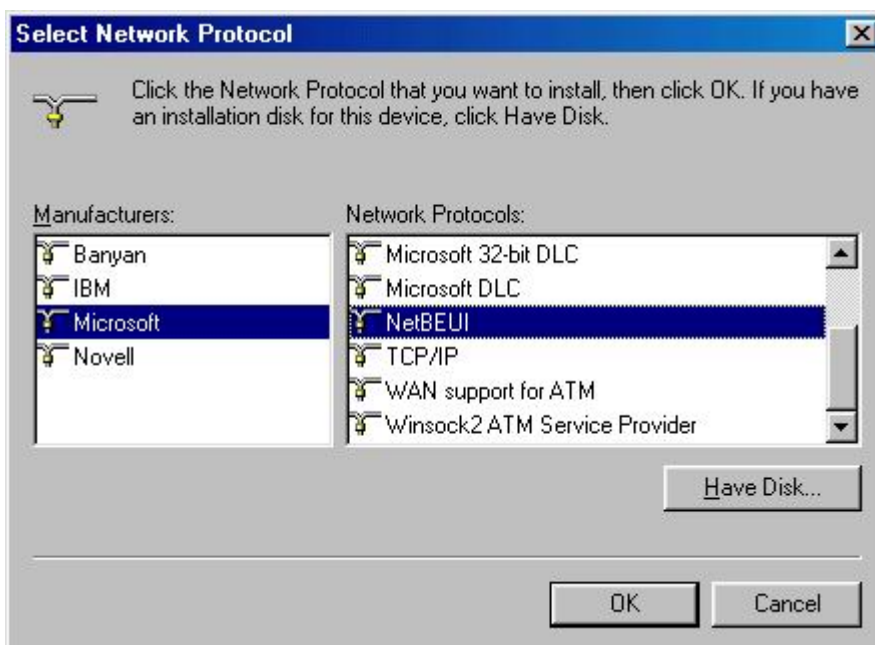 Select Network Protocol
Click the Network Protocol that you want to install, then click OK. If you have
an installation disk for this device, click Have Disk.
Manufacturers:
Banyan
IBM
Microsoft
Novell
Network Protocols:
Microsoft 32-bit DLC
Microsoft DLC
NetBEUI
TCP/IP
WAN support for ATM
Winsock2 ATM Service Provider
Have Disk...
OK
Cancel